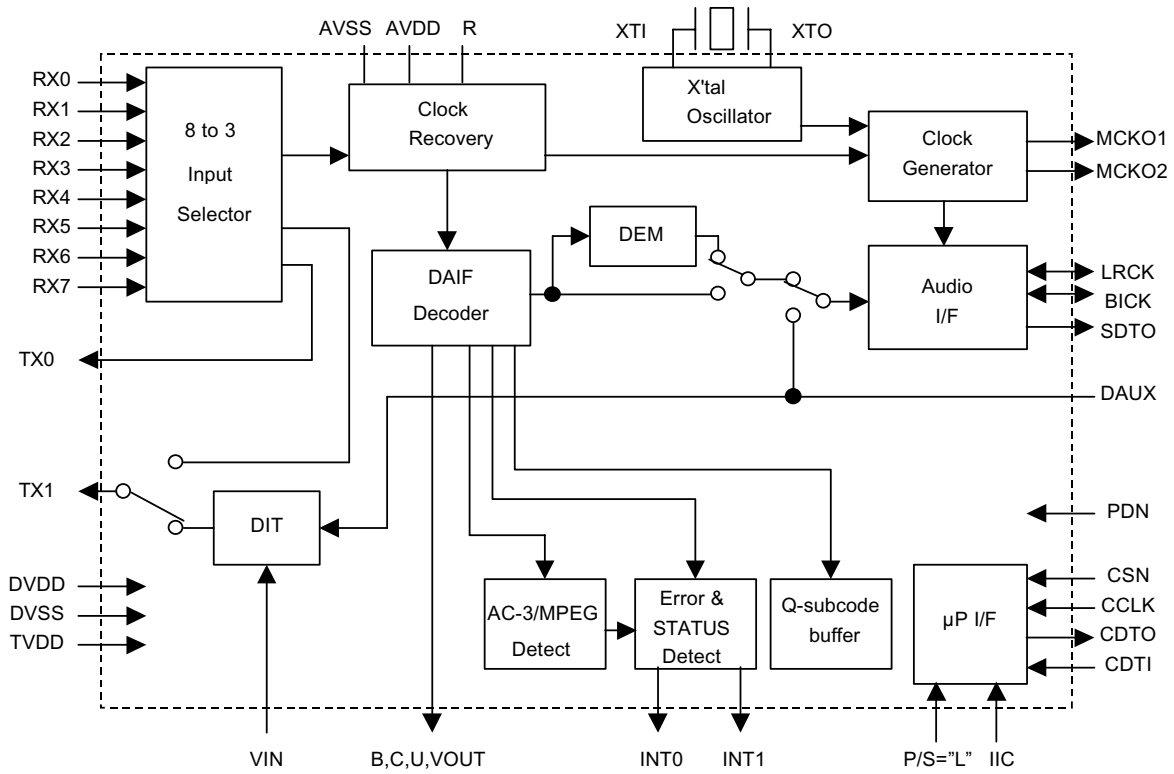 AVSS AVDD R XTI XTO
RX0
RX1
RX2
RX3
RX4
RX5
RX6
RX7
8 to 3
Input
Selector
Clock
Recovery
X'tal
Oscillator
Clock
Generator
MCKO1
MCKO2
DEM
DAIF
Decoder
Audio
I/F
LRCK
BICK
SDTO
TX0
DAUX
TX1
DIT
PDN
DVDD
DVSS
TVDD
AC-3/MPEG
Detect
Error &
STATUS
Detect
Q-subcode
buffer
µP I/F
CSN
CCLK
CDTO
CDTI
VIN B,C,U,VOUT INT0 INT1 P/S="L" IIC